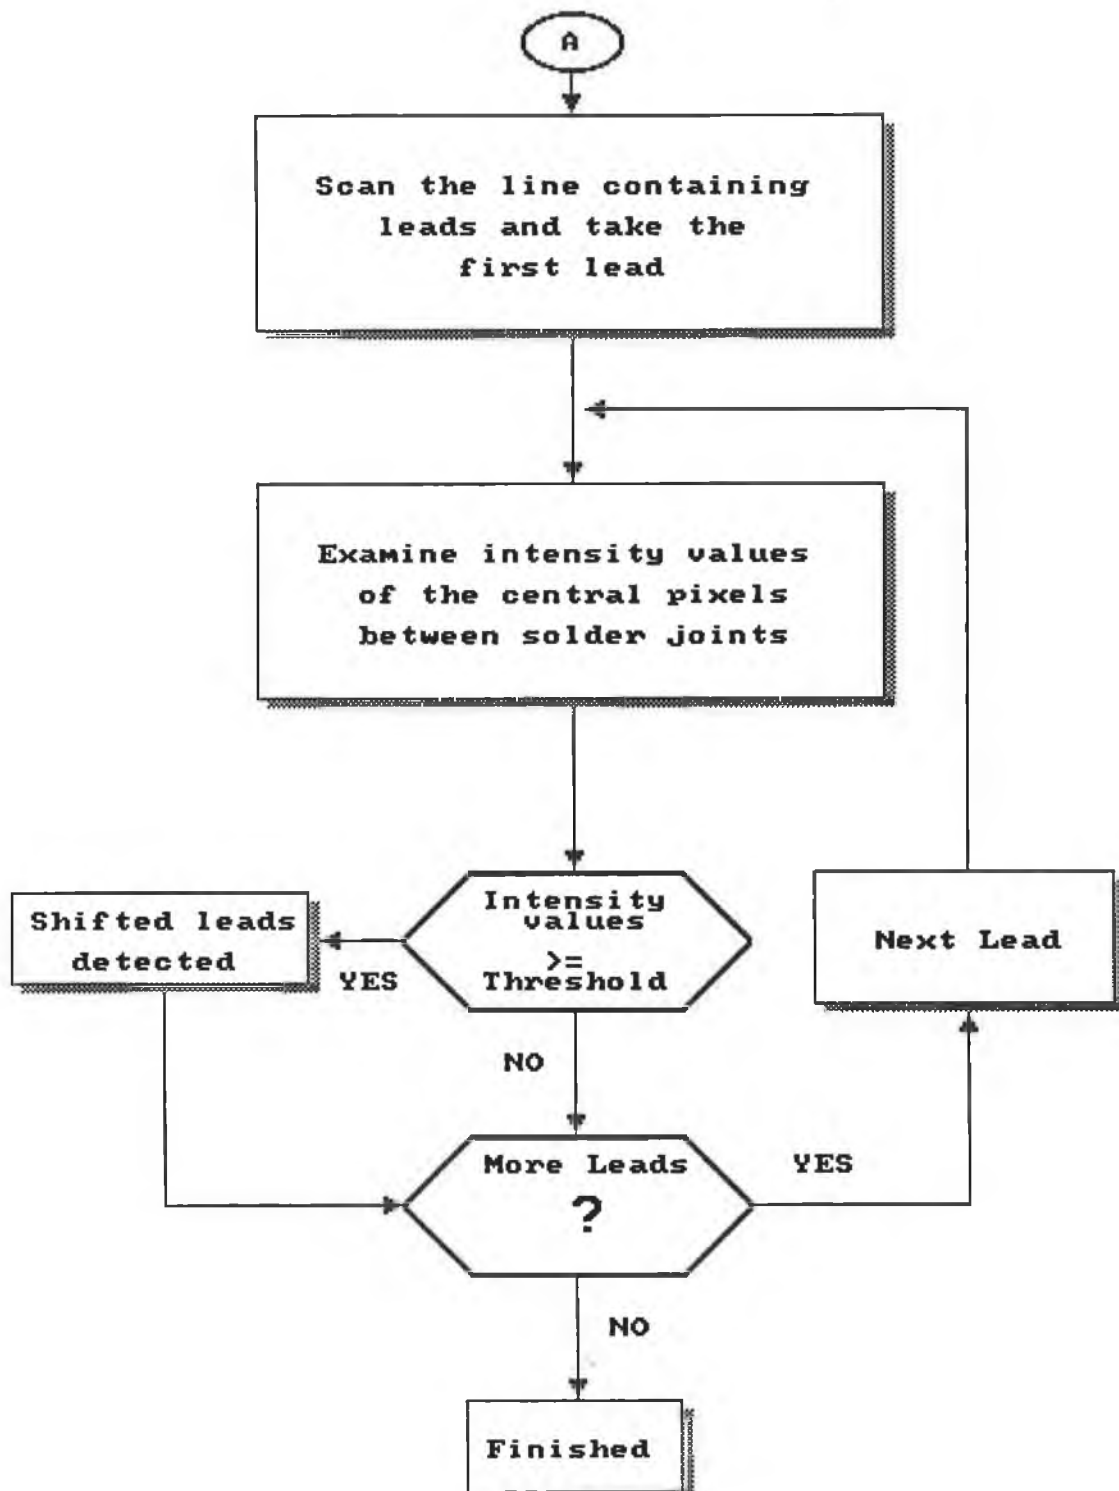 A
Scan the line containing
leads and take the
first lead
Examine intensity values
of the central pixels
between solder joints
Intensity
values
>=
Threshold
YES
Shifted leads
detected
Next Lead
NO
More Leads
?
YES
NO
Finished